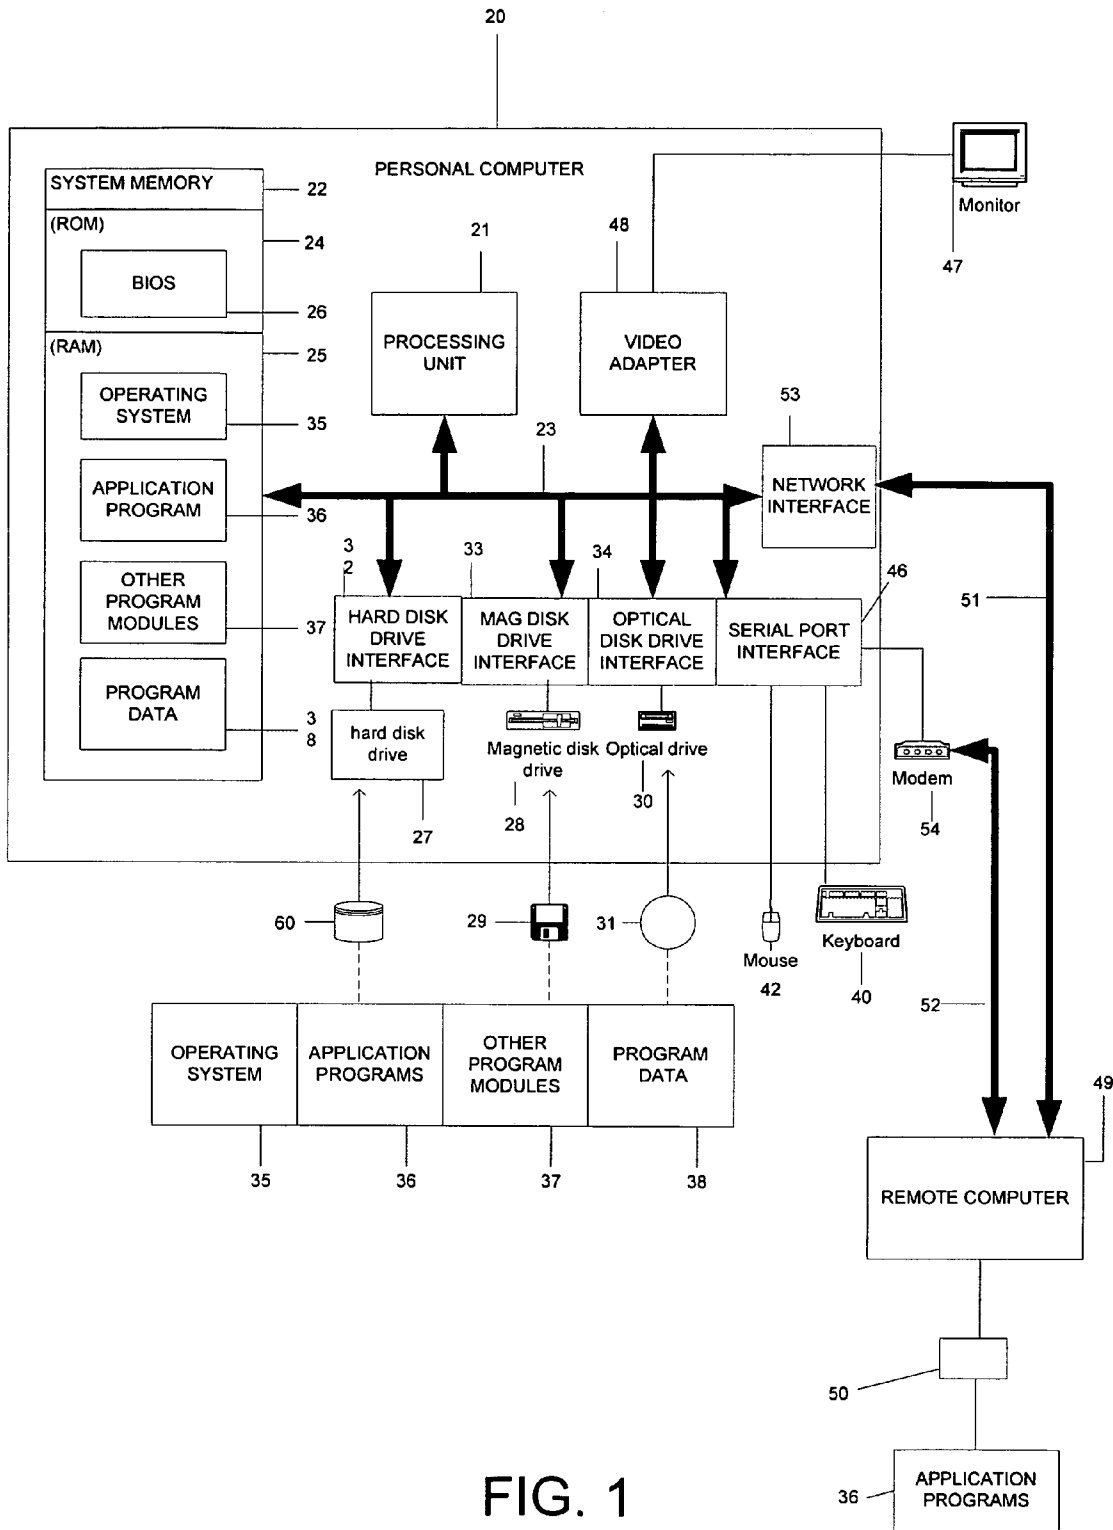 20
PERSONAL COMPUTER
SYSTEM MEMORY
22
(ROM)
24
BIOS
26
(RAM)
25
OPERATING
SYSTEM
35
APPLICATION
PROGRAM
36
OTHER
PROGRAM
MODULES
37
PROGRAM
DATA
3
8
21
PROCESSING
UNIT
48
VIDEO
ADAPTER
Monitor
47
23
53
NETWORK
INTERFACE
3
2
HARD DISK
DRIVE
INTERFACE
33
MAG DISK
DRIVE
INTERFACE
34
OPTICAL
DISK DRIVE
INTERFACE
46
SERIAL PORT
INTERFACE
51
hard disk
drive
27
Magnetic disk
drive
28
Optical drive
30
Modem
54
60
29
31
Mouse
42
Keyboard
40
52
OPERATING
SYSTEM
35
APPLICATION
PROGRAMS
36
OTHER
PROGRAM
MODULES
37
PROGRAM
DATA
38
49
REMOTE COMPUTER
50
36
APPLICATION
PROGRAMS
FIG. 1